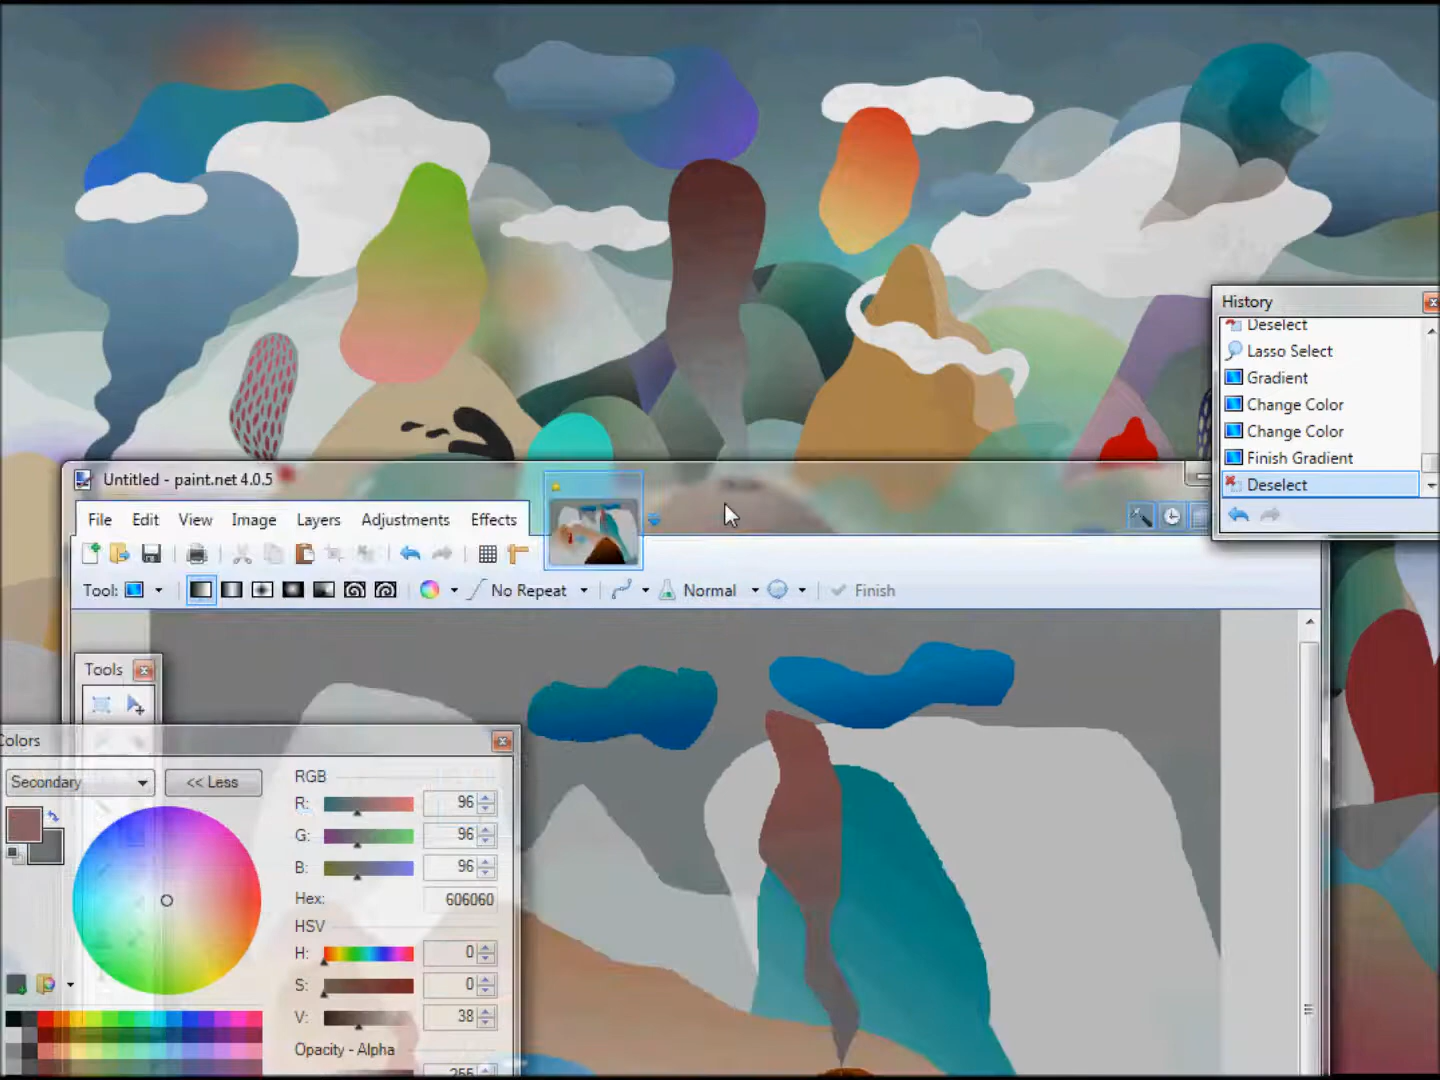 History
Deselect
Lasso Select
Gradient
Change Color
Change Color
Finish Gradient
Deselect
Untitled - paint.net 4.0.5
File Edit View Image Layers Adjustments Effects
Tool: No Repeat Normal Finish
Tools
Colors
Secondary << Less
RGB
R: 96
G: 96
B: 96
Hex: 606060
HSV
H: 0
S: 0
V: 38
Opacity - Alpha
255